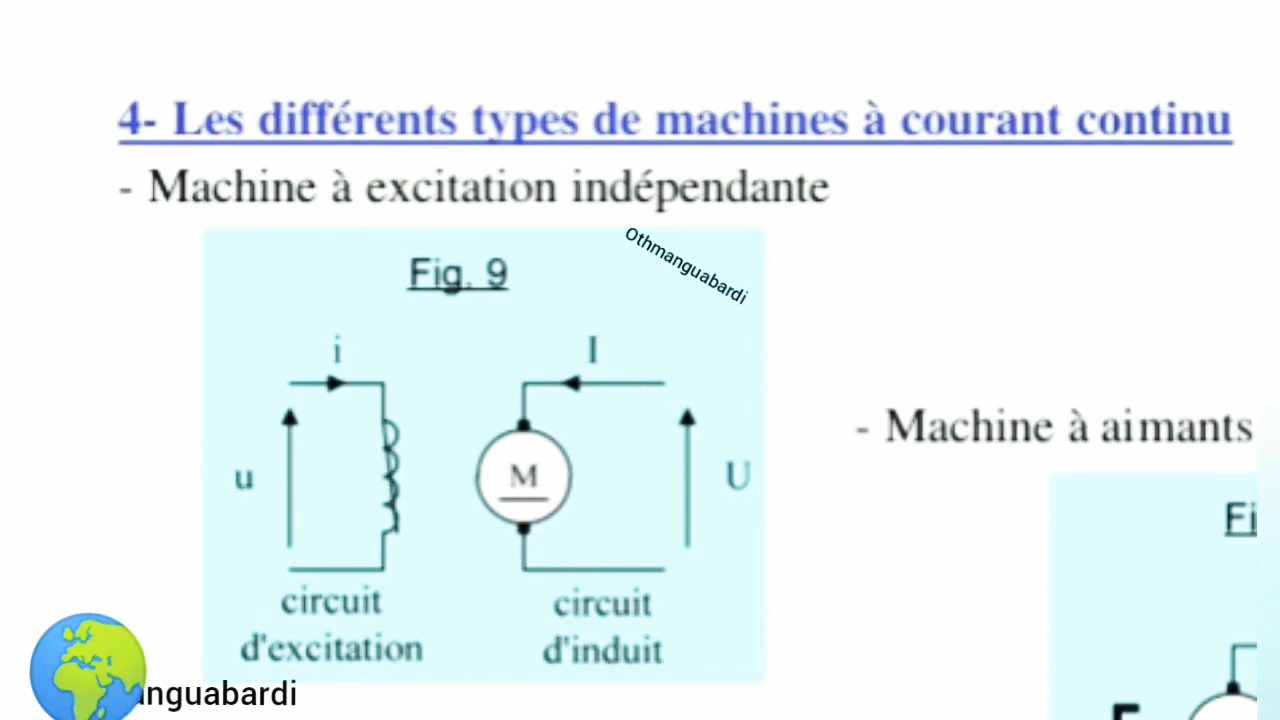 4- Les différents types de machines à courant continu
- Machine à excitation indépendante
Othmanguabardi
Fig. 9
i
I
u
M
U
- Machine à aimants
circuit
d'excitation
circuit
d'induit
anguabardi